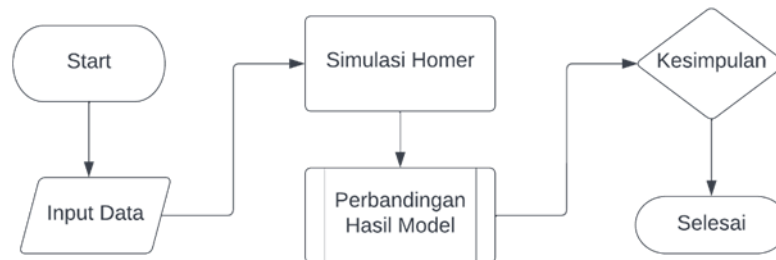 Start
Input Data
Simulasi Homer
Perbandingan
Hasil Model
Kesimpulan
Selesai